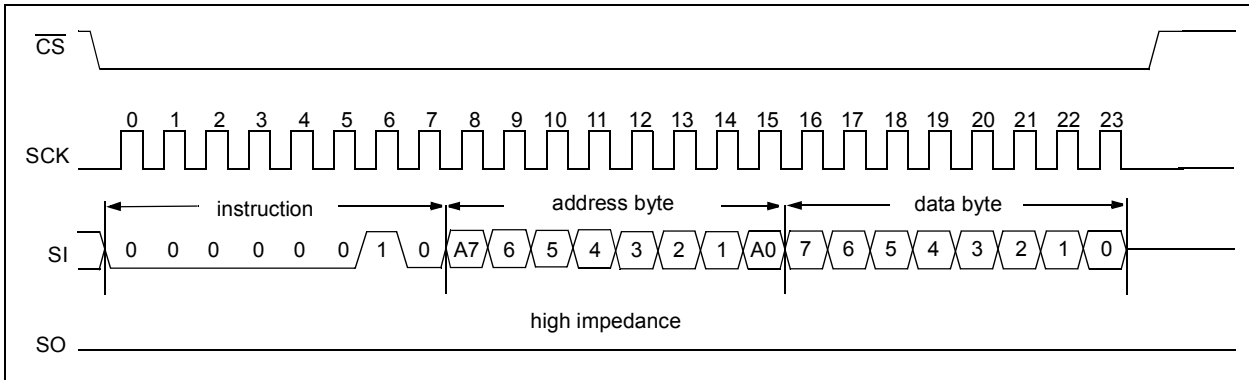 CS
0 1 2 3 4 5 6 7 8 9 10 11 12 13 14 15 16 17 18 19 20 21 22 23
SCK
instruction address byte data byte
SI 0 0 0 0 0 0 1 0 A7 6 5 4 3 2 1 A0 7 6 5 4 3 2 1 0
high impedance
SO